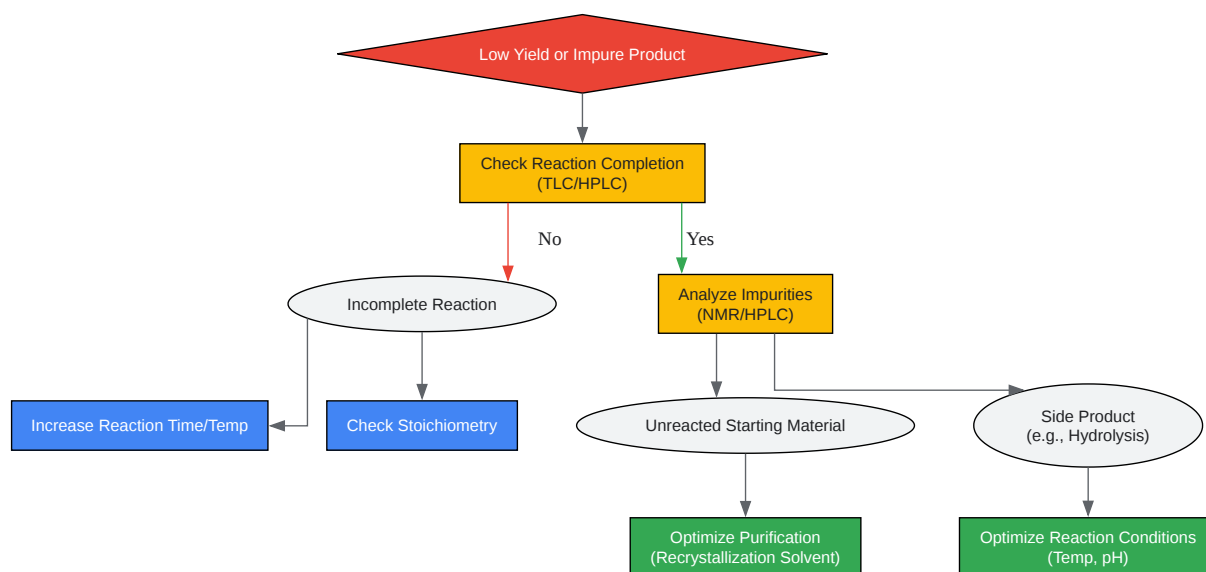 Low Yield or Impure Product
Check Reaction Completion
(TLC/HPLC)
No
Yes
Incomplete Reaction
Analyze Impurities
(NMR/HPLC)
Increase Reaction Time/Temp
Check Stoichiometry
Unreacted Starting Material
Side Product
(e.g., Hydrolysis)
Optimize Purification
(Recrystallization Solvent)
Optimize Reaction Conditions
(Temp, pH)